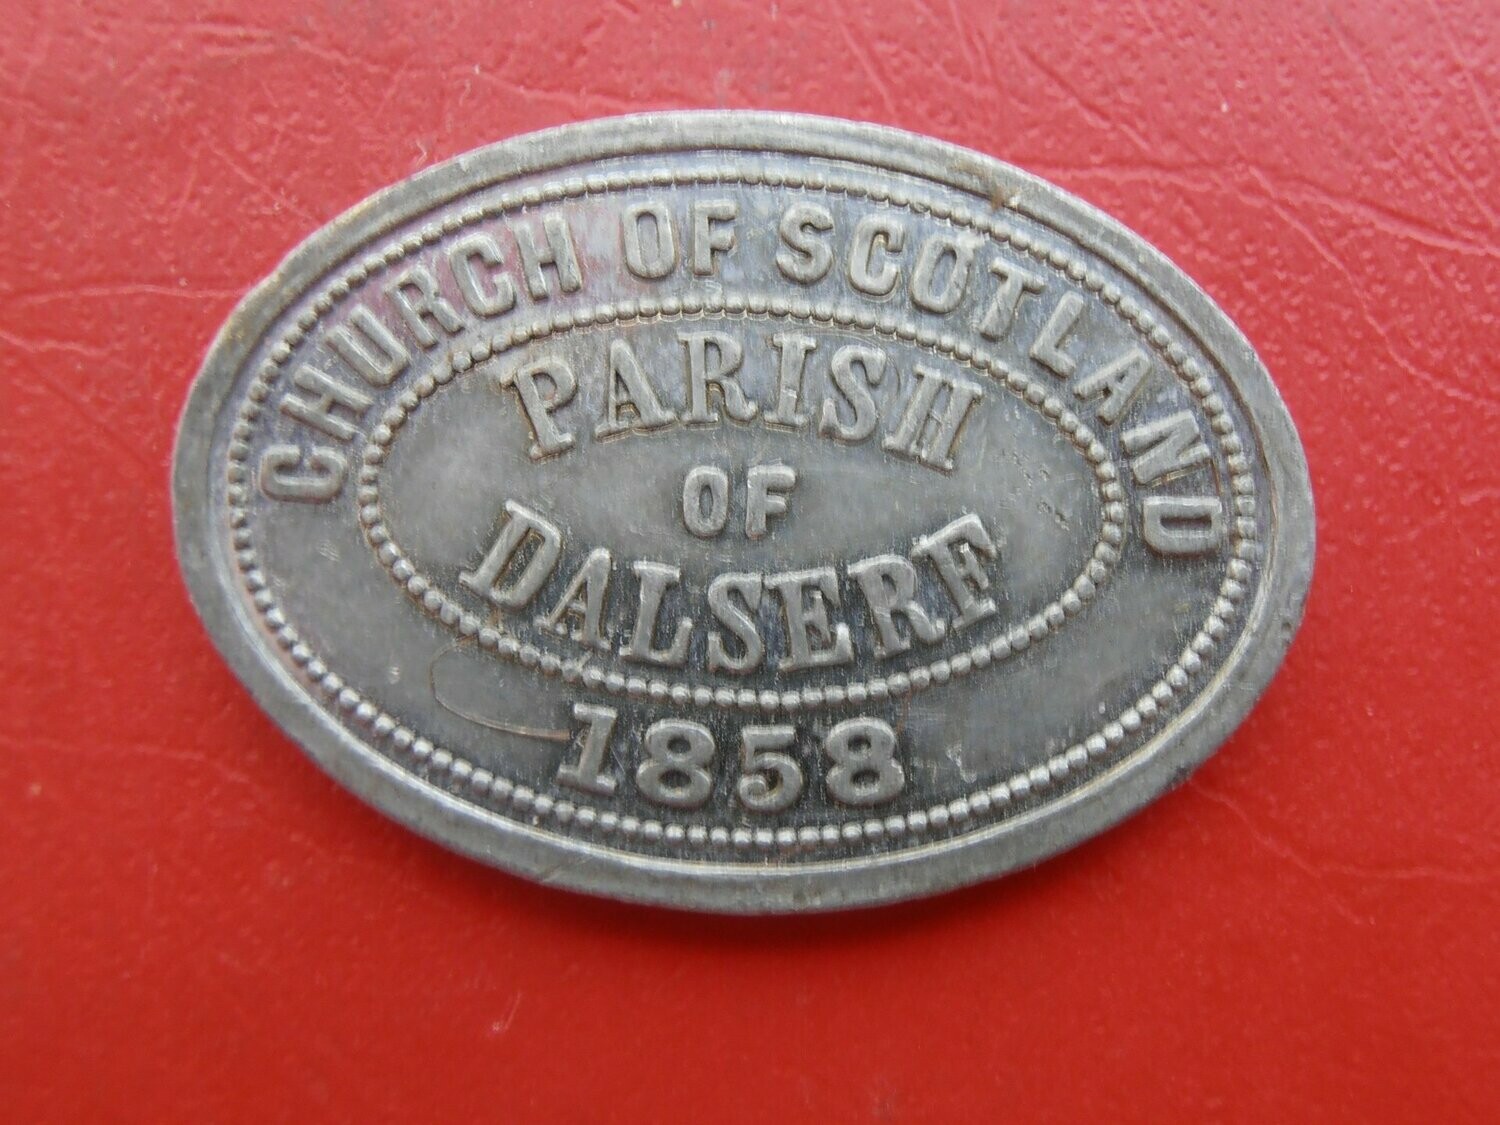 CHURCH OF SCOTLAND
PARISH
OF
DALSERF
1858